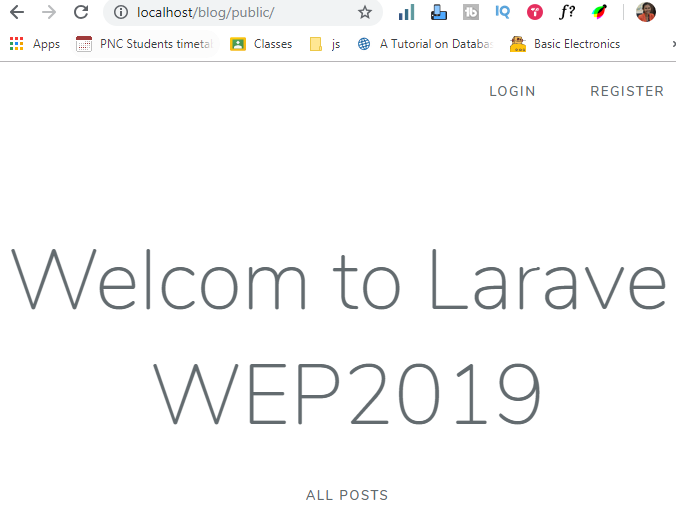 localhost/blog/public/
Apps PNC Students timeta Classes js A Tutorial on Databa Basic Electronics
LOGIN REGISTER
Welcom to Larave
WEP2019
ALL POSTS